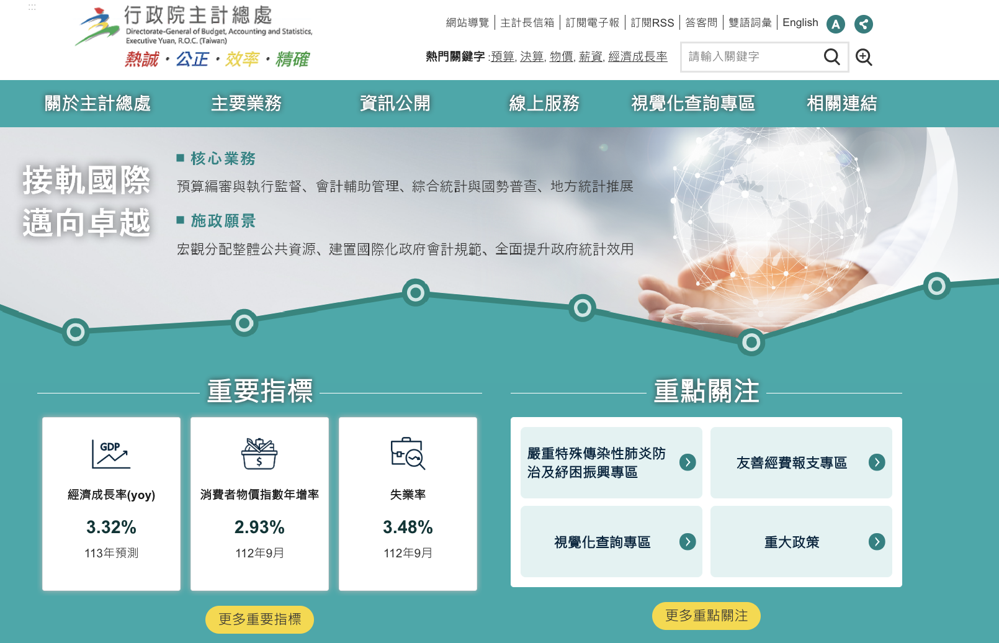 :::
行政院主計總處
Directorate-General of Budget, Accounting and Statistics,
Executive Yuan, R.O.C. (Taiwan)
熱誠・公正・效率・精確
網站導覽 主計長信箱 訂閱電子報 訂閱RSS 答客問 雙語詞彙 English A
熱門關鍵字 :預算, 決算, 物價, 薪資, 經濟成長率
請輸入關鍵字
關於主計總處 主要業務 資訊公開 線上服務 視覺化查詢專區 相關連結
接軌國際
邁向卓越
核心業務
預算編審與執行監督、會計輔助管理、綜合統計與國勢普查、地方統計推展
施政願景
宏觀分配整體公共資源、建置國際化政府會計規範、全面提升政府統計效用
重要指標
GDP
經濟成長率(yoy)
3.32%
113年預測
$
消費者物價指數年增率
2.93%
112年9月
失業率
3.48%
112年9月
更多重要指標
重點關注
嚴重特殊傳染性肺炎防
治及紓困振興專區
友善經費報支專區
視覺化查詢專區
重大政策
更多重點關注